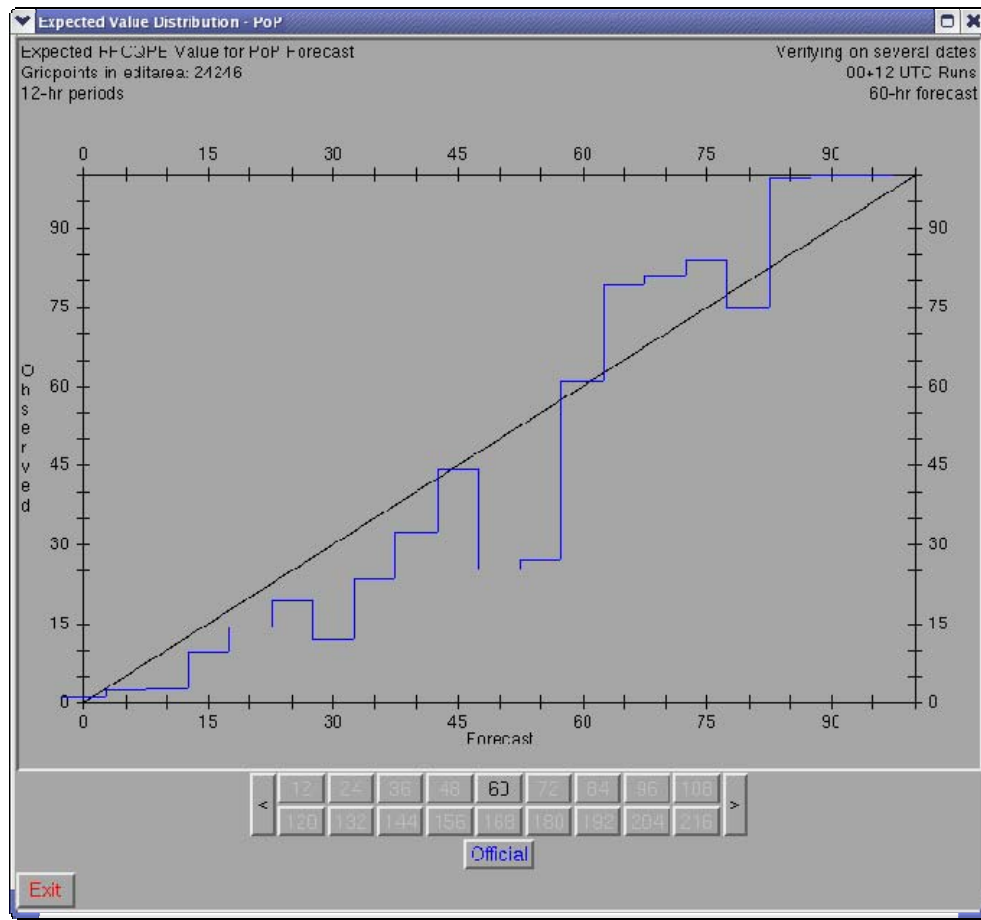 Expected Value Distribution - PoP
Expected RFCQPE Value for PoP Forecast
Verifying on several dates
Gridpoints in editarea: 24246
00+12 UTC Runs
12-hr periods
60-hr forecast
0 15 30 45 60 75 90
90 90
75 75
60 60
45 45
30 30
15 15
0 0
Observed
0 15 30 45 60 75 90
Forecast
< 12 24 36 48 60 72 84 96 108 >
120 132 144 156 168 180 192 204 216
Official
Exit